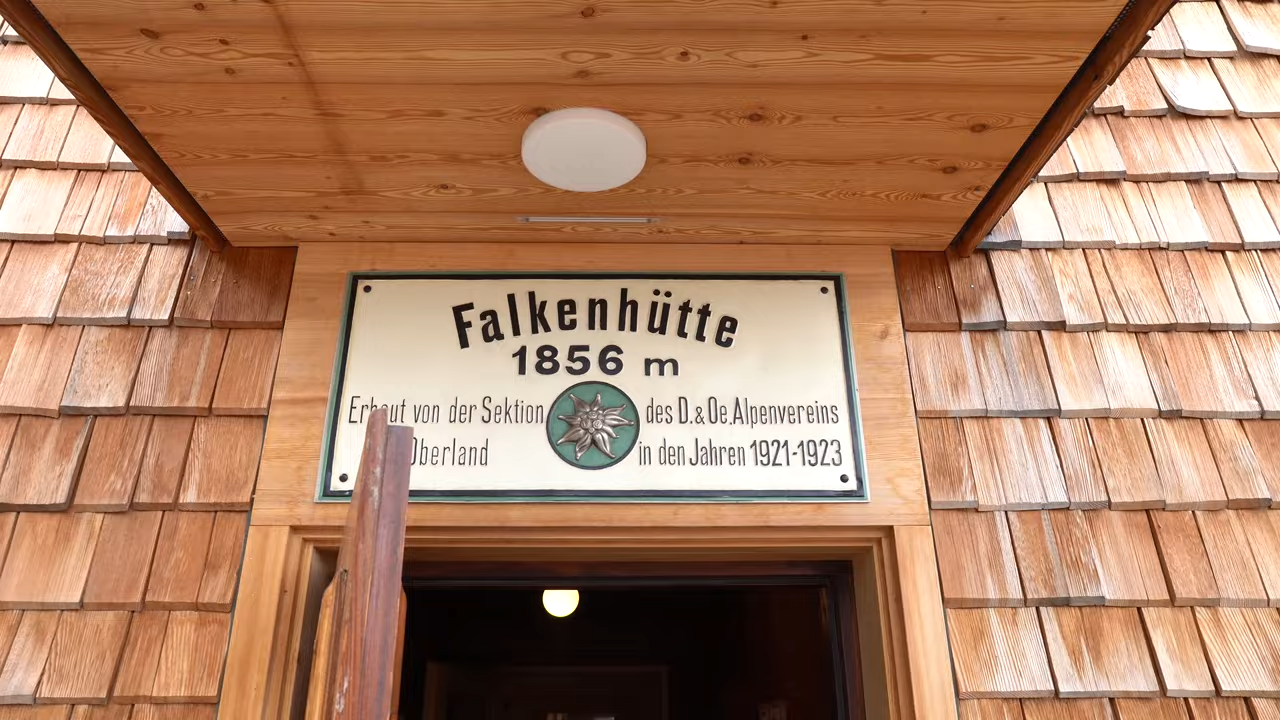 Falkenhütte
1856 m
Erbaut von der Sektion des D. & Oe. Alpenvereins
Oberland in den Jahren 1921-1923